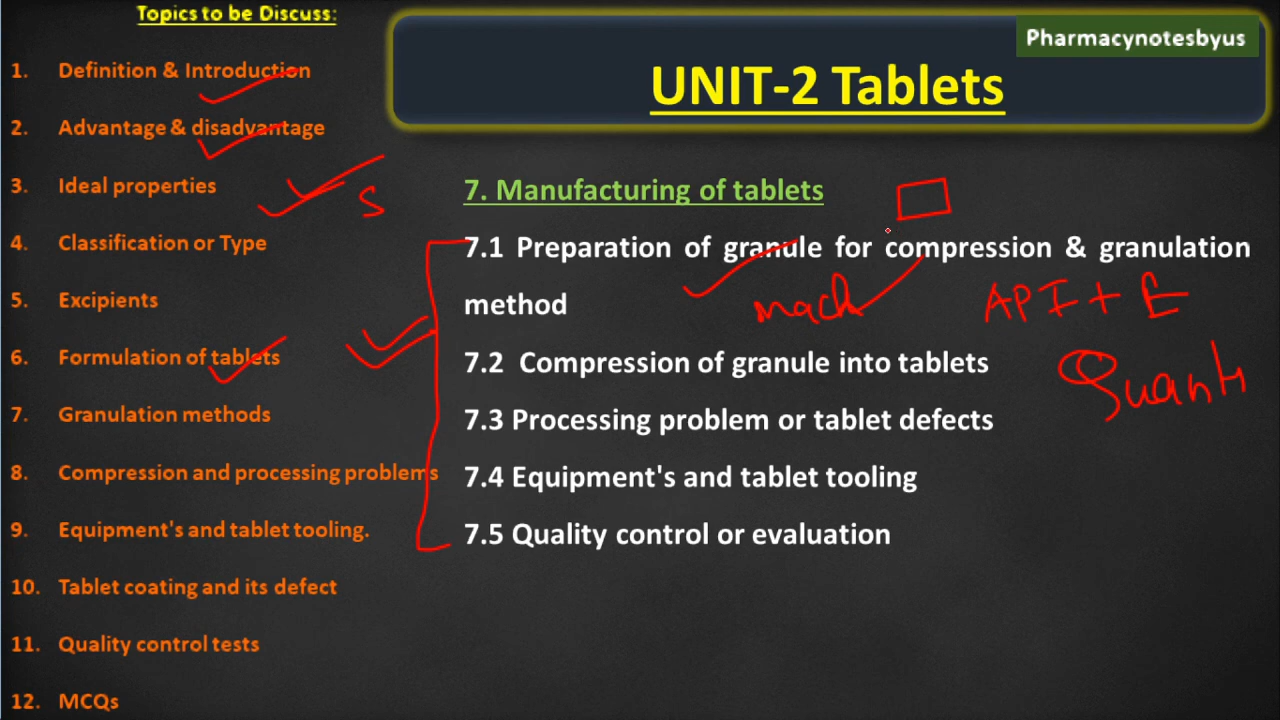 Topics to be Discuss:
1. Definition & Introduction
2. Advantage & disadvantage
3. Ideal properties
4. Classification or Type
5. Excipients
6. Formulation of tablets
7. Granulation methods
8. Compression and processing problems
9. Equipment's and tablet tooling.
10. Tablet coating and its defect
11. Quality control tests
12. MCQs
Pharmacynotesbyus
UNIT-2 Tablets
7. Manufacturing of tablets
7.1 Preparation of granule for compression & granulation
method
7.2 Compression of granule into tablets
7.3 Processing problem or tablet defects
7.4 Equipment's and tablet tooling
7.5 Quality control or evaluation
S
API + E